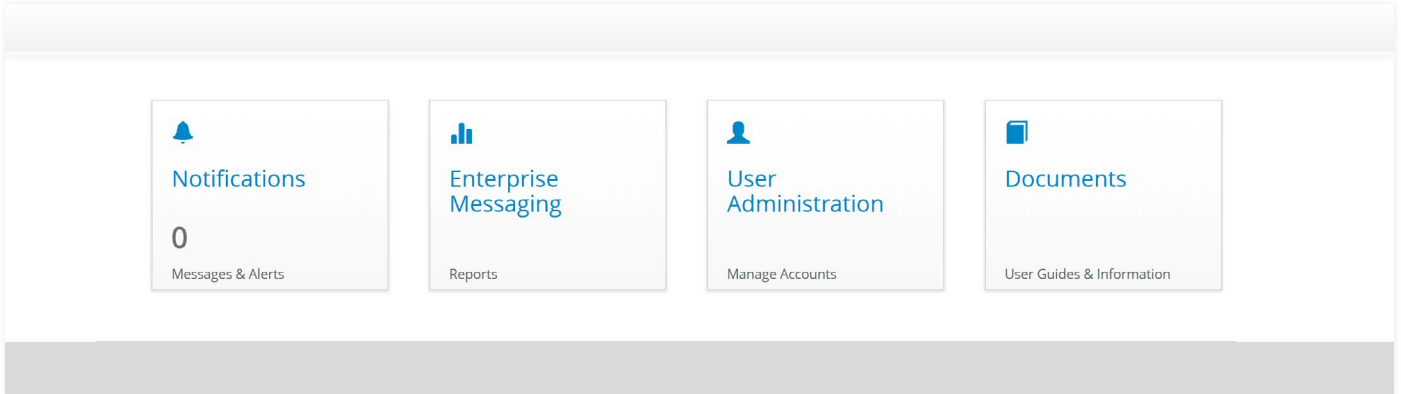 Notifications
0
Messages & Alerts
Enterprise
Messaging
Reports
User
Administration
Manage Accounts
Documents
User Guides & Information